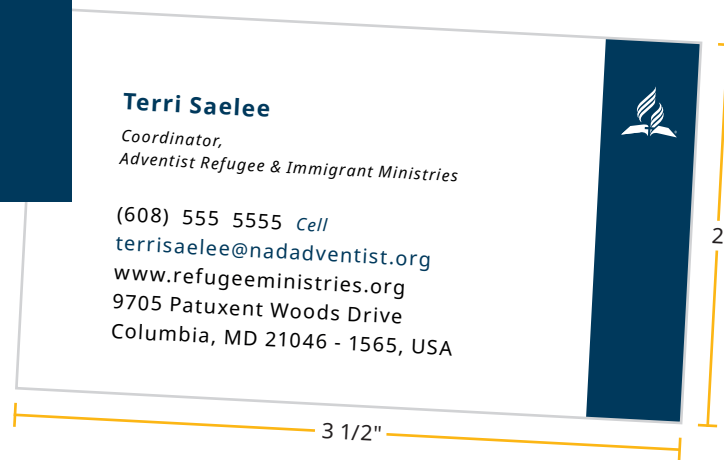 Terri Saelee
Coordinator,
Adventist Refugee & Immigrant Ministries
(608) 555 5555 Cell
terrisaelee@nadadventist.org
www.refugeeministries.org
9705 Patuxent Woods Drive
Columbia, MD 21046 - 1565, USA
2
3 1/2"